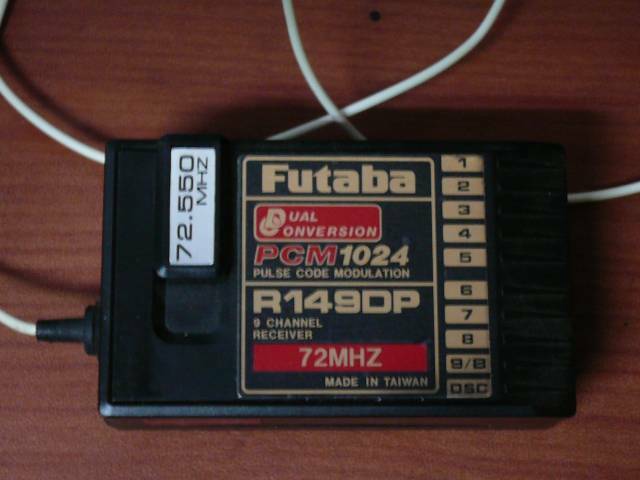 72.550
MHZ
Futaba
DUAL
CONVERSION
PCM1024
PULSE CODE MODULATION
R149DP
9 CHANNEL
RECEIVER
72MHZ
MADE IN TAIWAN
1
2
3
4
5
6
7
8
9/B
DSC